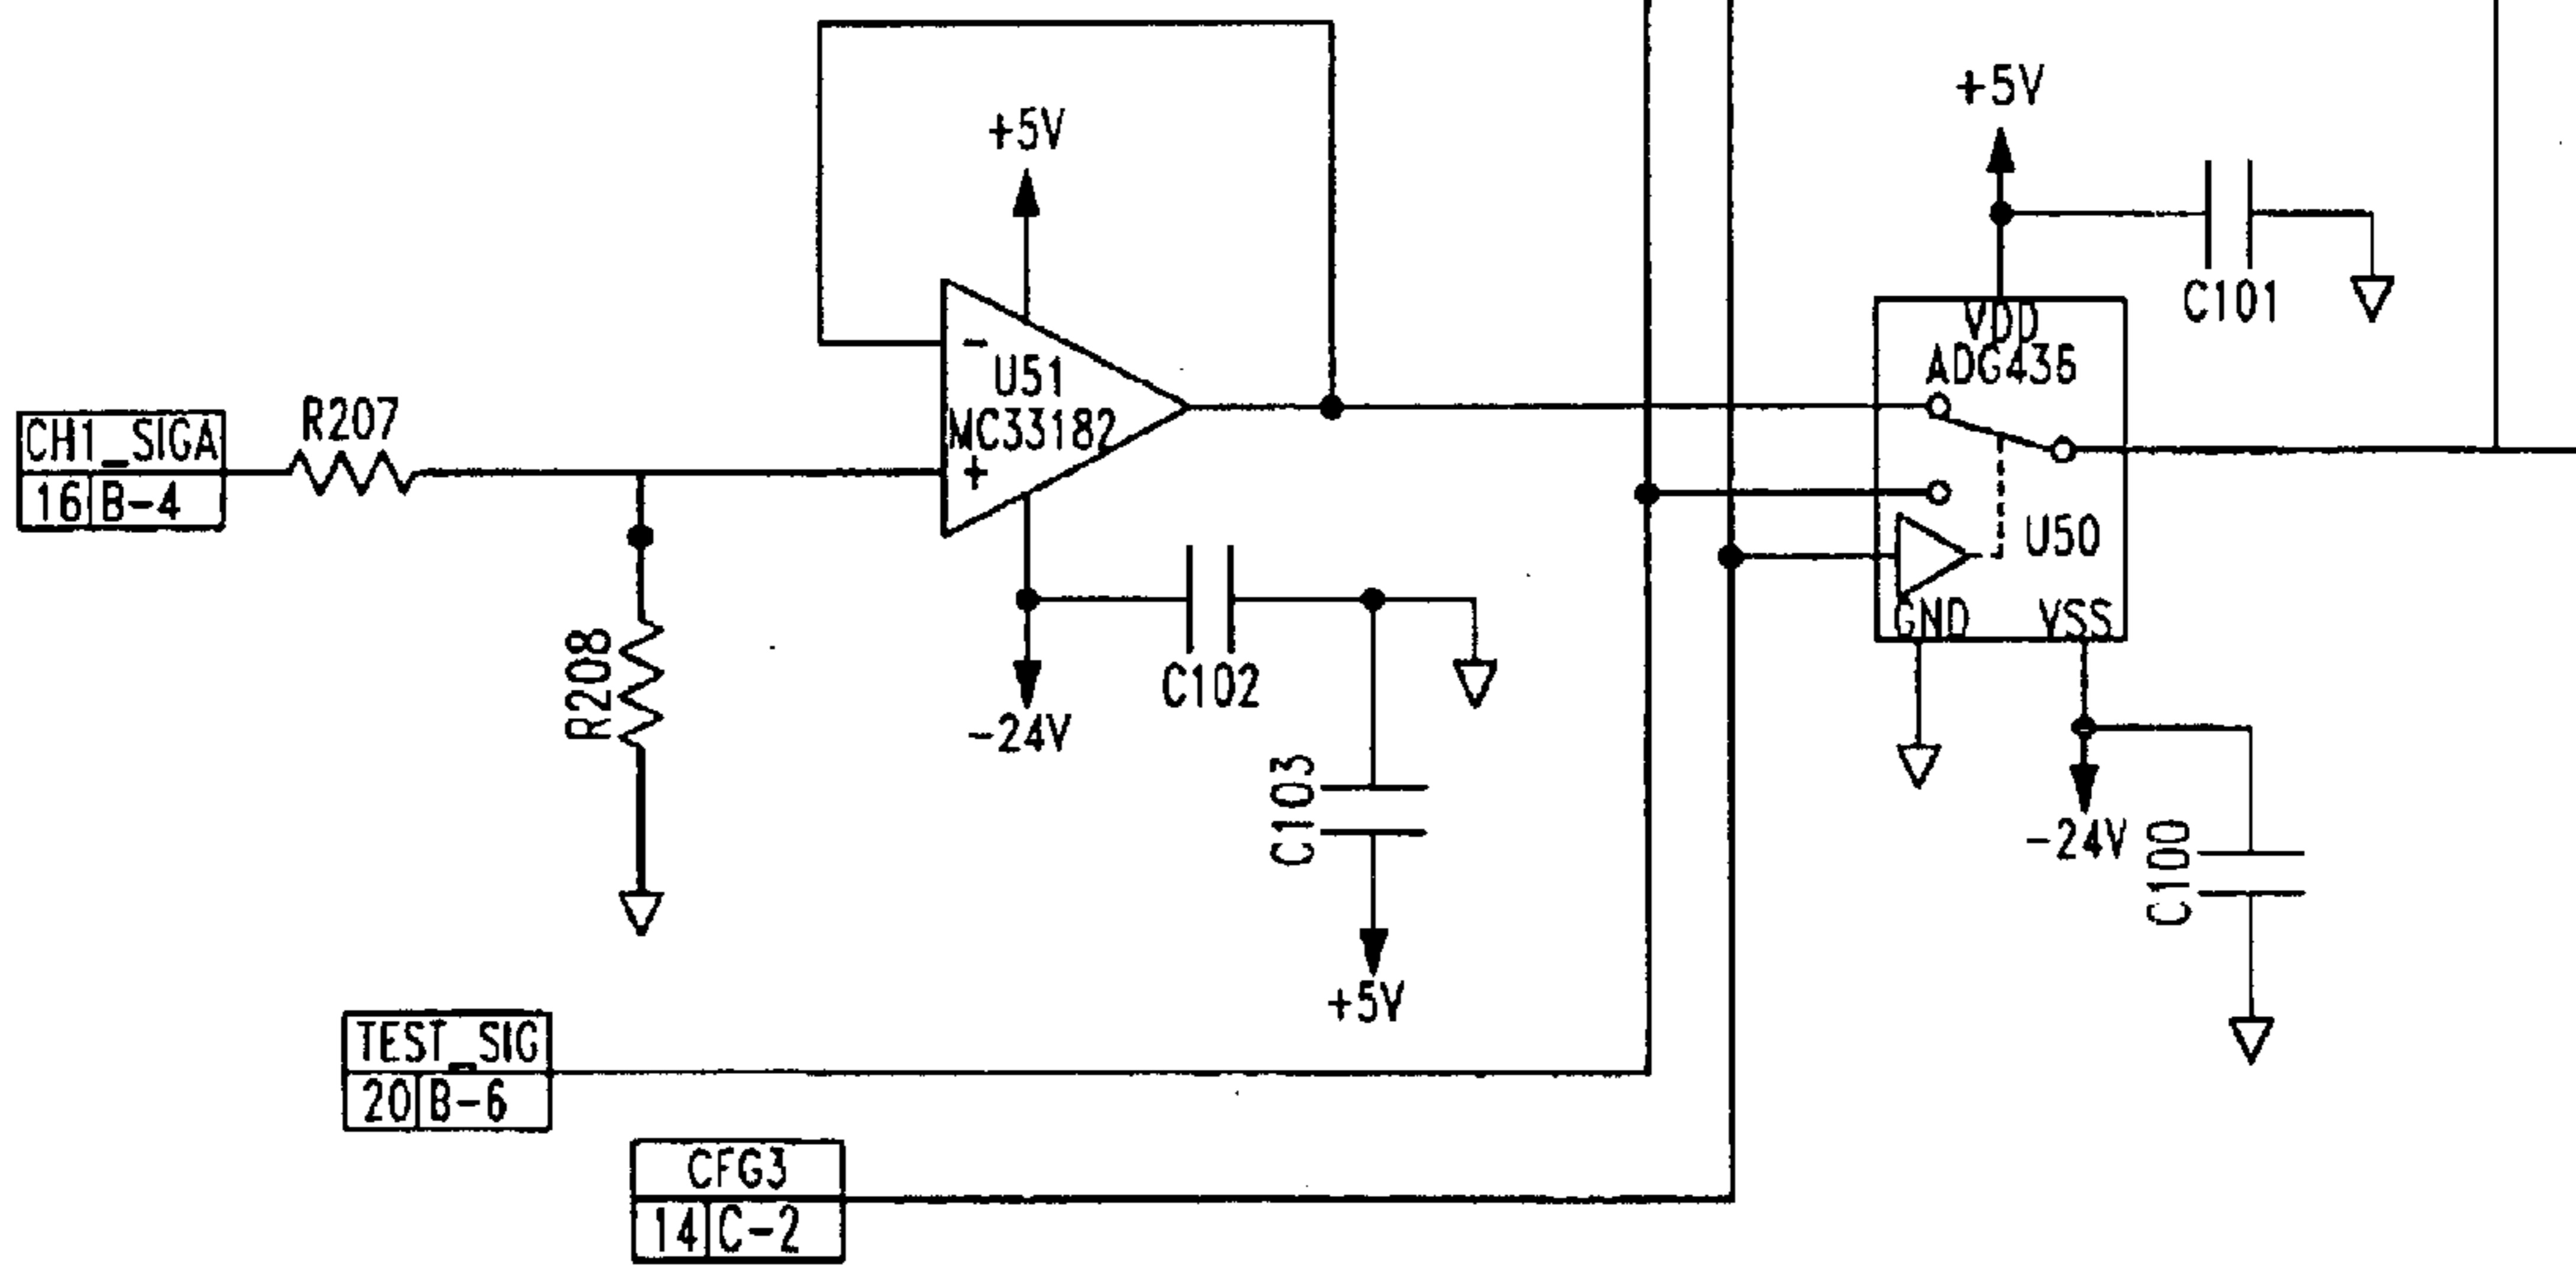 +5V
+5V
C101
VDD
ADG436
U51
MC33182
-
+
R207
CH1_SIGA
16 B-4
U50
GND VSS
R208
C102
-24V
C103
-24V
C100
+5V
TEST_SIG
20 B-6
CFG3
14 C-2